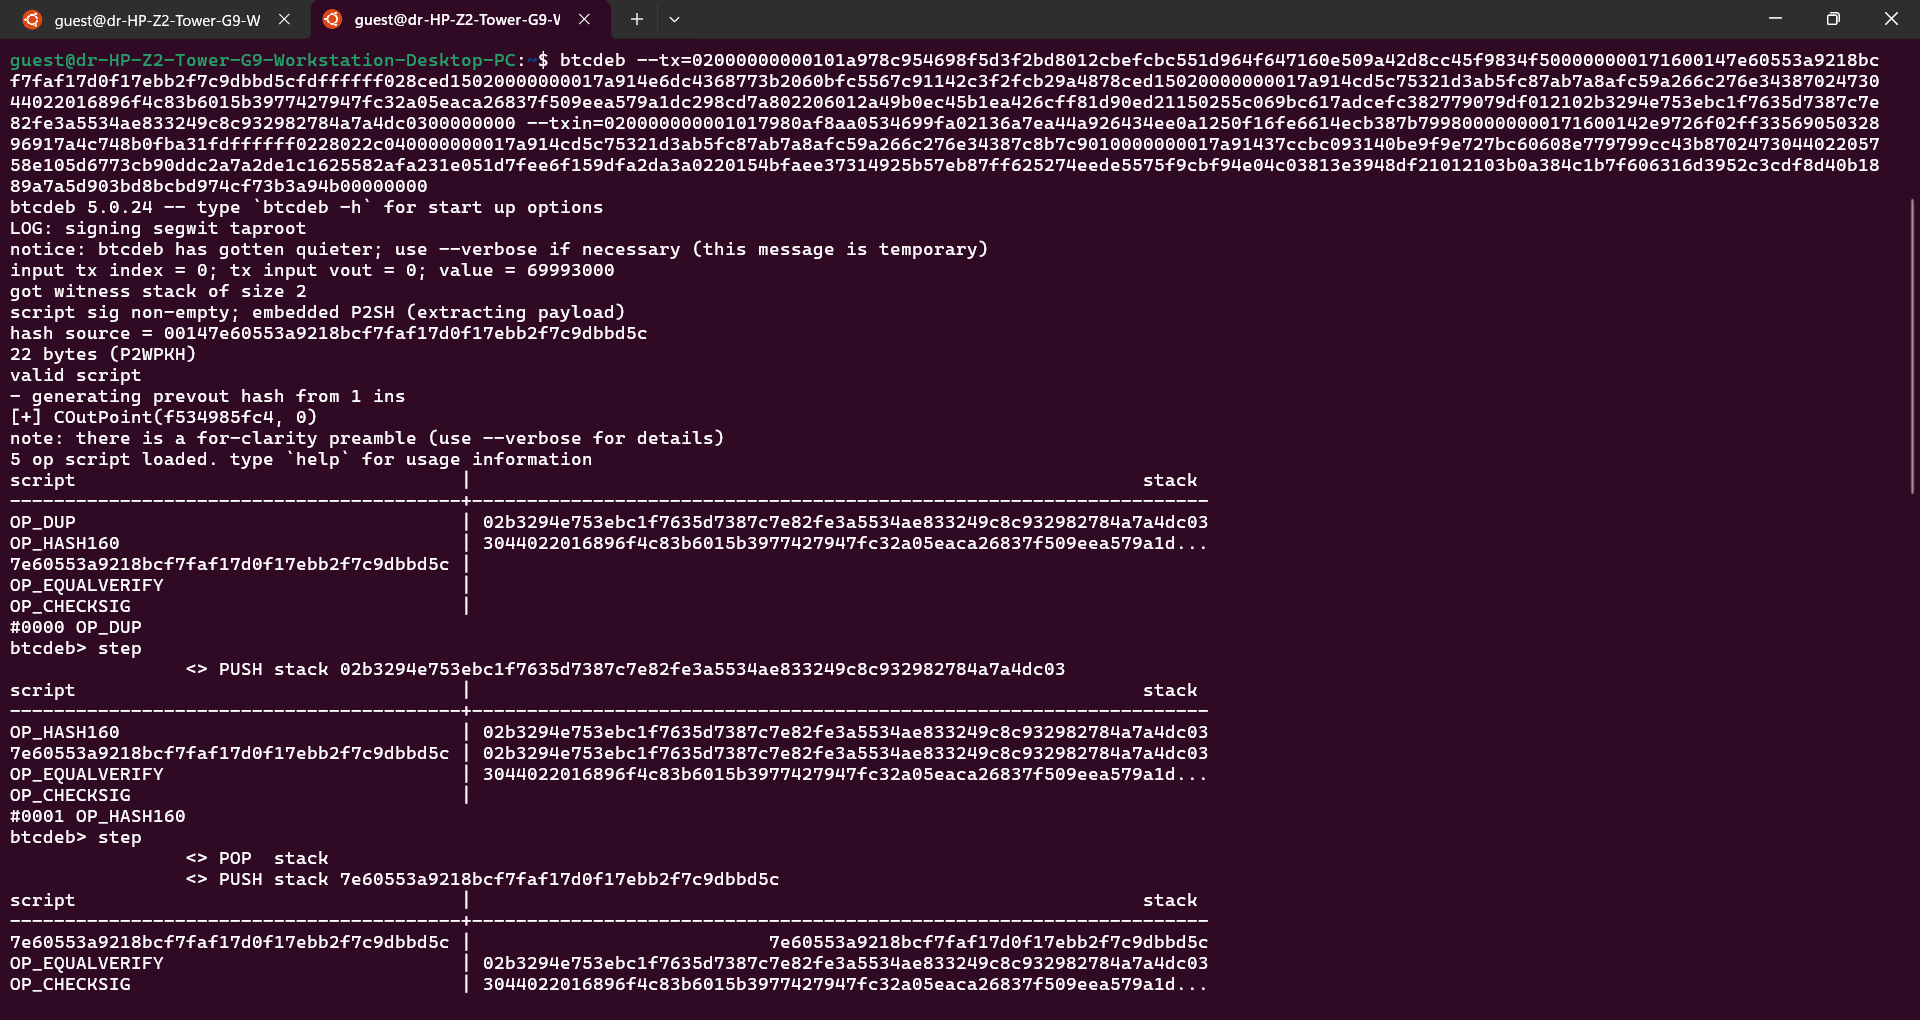 guest@dr-HP-Z2-Tower-G9-W
guest@dr-HP-Z2-Tower-G9-W
guest@dr-HP-Z2-Tower-G9-Workstation-Desktop-PC:~$ btcdeb --tx=02000000000101a978c954698f5d3f2bd8012cbefcbc551d964f647160e509a42d8cc45f9834f5000000000171600147e60553a9218bc
f7faf17d0f17ebb2f7c9dbbd5cfdffffff028ced15020000000017a914e6dc4368773b2060bfc5567c91142c3f2fcb29a4878ced15020000000017a914cd5c75321d3ab5fc87ab7a8afc59a266c276e34387024730
44022016896f4c83b6015b3977427947fc32a05eaca26837f509eea579a1dc298cd7a802206012a49b0ec45b1ea426cff81d90ed21150255c069bc617adcefc382779079df012102b3294e753ebc1f7635d7387c7e
82fe3a5534ae833249c8c932982784a7a4dc0300000000 --txin=020000000001017980af8aa0534699fa02136a7ea44a926434ee0a1250f16fe6614ecb387b7998000000000171600142e9726f02ff33569050328
96917a4c748b0fba31fdffffff0228022c040000000017a914cd5c75321d3ab5fc87ab7a8afc59a266c276e34387c8b7c9010000000017a91437ccbc093140be9f9e727bc60608e779799cc43b8702473044022057
58e105d6773cb90ddc2a7a2de1c1625582afa231e051d7fee6f159dfa2da3a0220154bfaee37314925b57eb87ff625274eede5575f9cbf94e04c03813e3948df21012103b0a384c1b7f606316d3952c3cdf8d40b18
89a7a5d903bd8bcbd974cf73b3a94b00000000
btcdeb 5.0.24 -- type `btcdeb -h` for start up options
LOG: signing segwit taproot
notice: btcdeb has gotten quieter; use --verbose if necessary (this message is temporary)
input tx index = 0; tx input vout = 0; value = 69993000
got witness stack of size 2
script sig non-empty; embedded P2SH (extracting payload)
hash source = 00147e60553a9218bcf7faf17d0f17ebb2f7c9dbbd5c
22 bytes (P2WPKH)
valid script
- generating prevout hash from 1 ins
[+] COutPoint(f534985fc4, 0)
note: there is a for-clarity preamble (use --verbose for details)
5 op script loaded. type `help` for usage information
script | stack
-----------------------------------------+-------------------------------------------------------------------
OP_DUP | 02b3294e753ebc1f7635d7387c7e82fe3a5534ae833249c8c932982784a7a4dc03
OP_HASH160 | 3044022016896f4c83b6015b3977427947fc32a05eaca26837f509eea579a1d...
7e60553a9218bcf7faf17d0f17ebb2f7c9dbbd5c |
OP_EQUALVERIFY |
OP_CHECKSIG |
#0000 OP_DUP
btcdeb> step
<> PUSH stack 02b3294e753ebc1f7635d7387c7e82fe3a5534ae833249c8c932982784a7a4dc03
script | stack
-----------------------------------------+-------------------------------------------------------------------
OP_HASH160 | 02b3294e753ebc1f7635d7387c7e82fe3a5534ae833249c8c932982784a7a4dc03
7e60553a9218bcf7faf17d0f17ebb2f7c9dbbd5c | 02b3294e753ebc1f7635d7387c7e82fe3a5534ae833249c8c932982784a7a4dc03
OP_EQUALVERIFY | 3044022016896f4c83b6015b3977427947fc32a05eaca26837f509eea579a1d...
OP_CHECKSIG |
#0001 OP_HASH160
btcdeb> step
<> POP  stack
<> PUSH stack 7e60553a9218bcf7faf17d0f17ebb2f7c9dbbd5c
script | stack
-----------------------------------------+-------------------------------------------------------------------
7e60553a9218bcf7faf17d0f17ebb2f7c9dbbd5c | 7e60553a9218bcf7faf17d0f17ebb2f7c9dbbd5c
OP_EQUALVERIFY | 02b3294e753ebc1f7635d7387c7e82fe3a5534ae833249c8c932982784a7a4dc03
OP_CHECKSIG | 3044022016896f4c83b6015b3977427947fc32a05eaca26837f509eea579a1d...